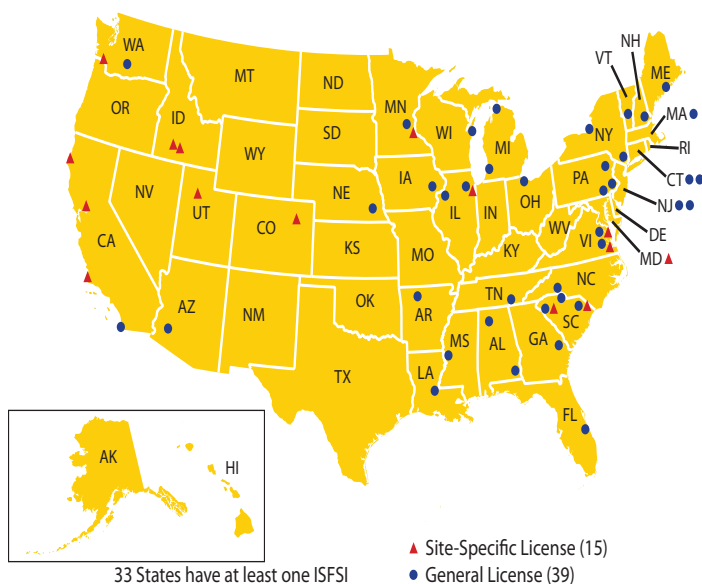 NH
VT
WA
ME
MT
ND
MN
OR
MA
ID
WI
NY
SD
MI
RI
WY
CT
IA
PA
NE
NJ
NV
OH
IL
IN
UT
DE
WV
CO
VI
CA
MD
KS
MO
KY
NC
TN
OK
AZ
NM
AR
SC
MS
AL
GA
TX
LA
FL
AK
HI
▲ Site-Specific License (15)
33 States have at least one ISFSI
● General License (39)